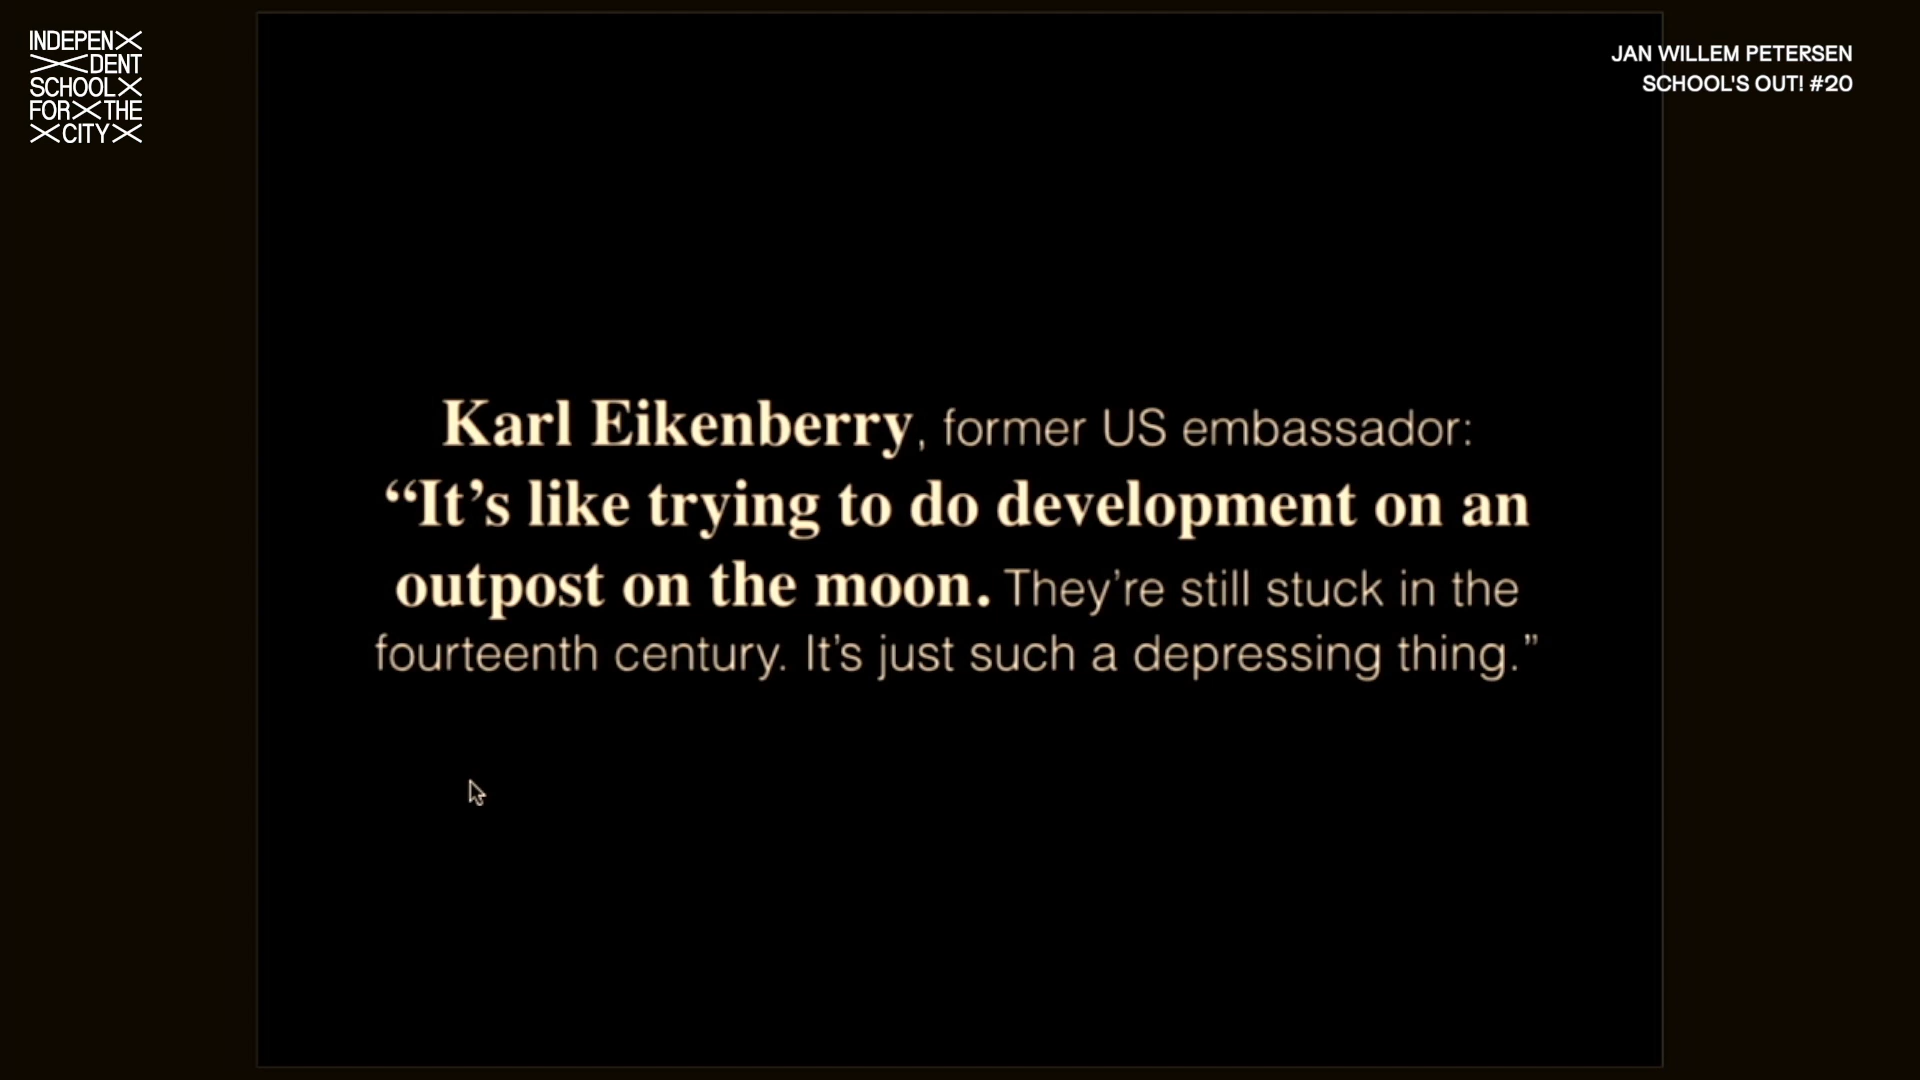 INDEPEN
DENT
SCHOOL
FOR THE
CITY
JAN WILLEM PETERSEN
SCHOOL'S OUT! #20
Karl Eikenberry, former US embassador:
“It’s like trying to do development on an
outpost on the moon. They’re still stuck in the
fourteenth century. It’s just such a depressing thing.”